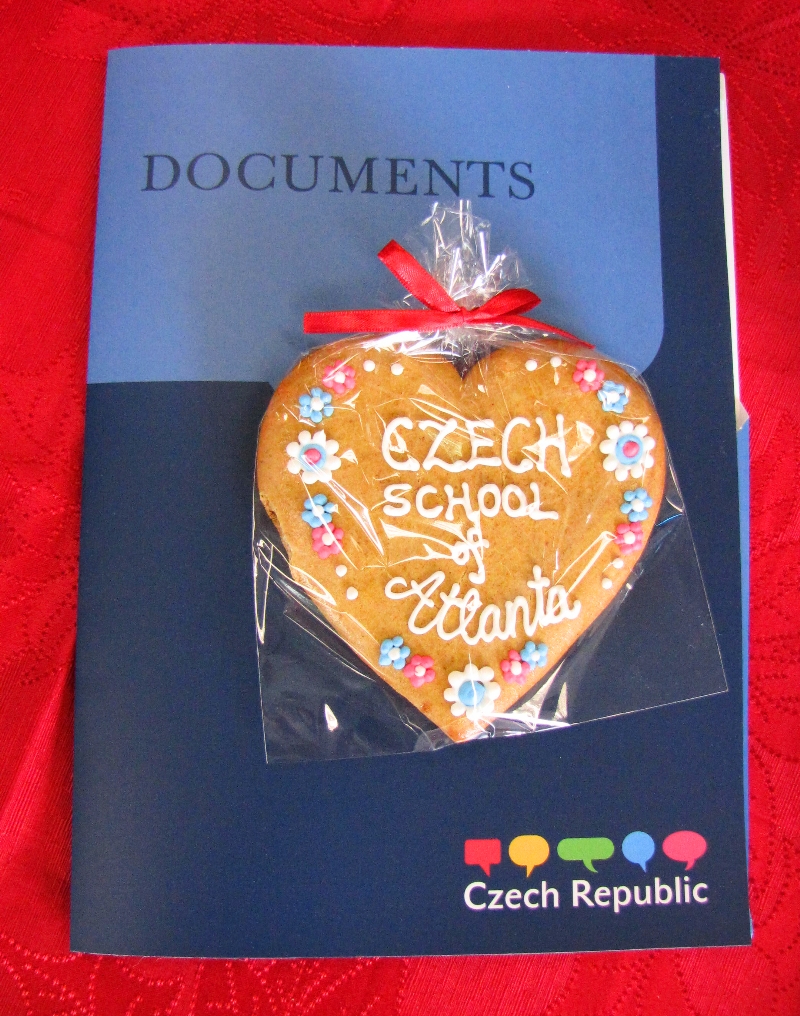 DOCUMENTS
CZECH
SCHOOL
of
Atlanta
Czech Republic